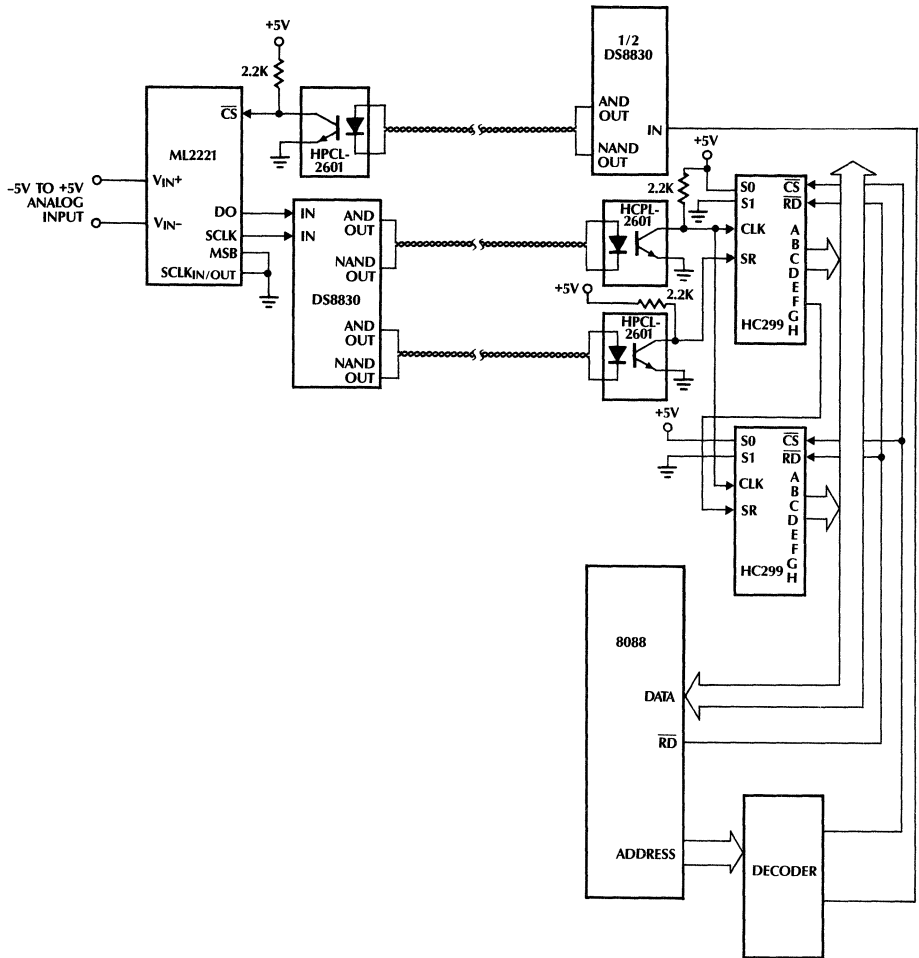 +5V
2.2K
CS
ML2221
VIN+
VIN–
–5V TO +5V
ANALOG
INPUT
DO
SCLK
MSB
SCLKIN/OUT
HPCL-
2601
1/2
DS8830
AND
OUT
NAND
OUT
IN
IN
IN
AND
OUT
NAND
OUT
DS8830
AND
OUT
NAND
OUT
HCPL-
2601
+5V
2.2K
HPCL-
2601
+5V
2.2K
S0
S1
CLK
SR
CS
RD
A
B
C
D
E
F
G
H
HC299
+5V
S0
S1
CLK
SR
CS
RD
A
B
C
D
E
F
G
H
HC299
8088
DATA
RD
ADDRESS
DECODER